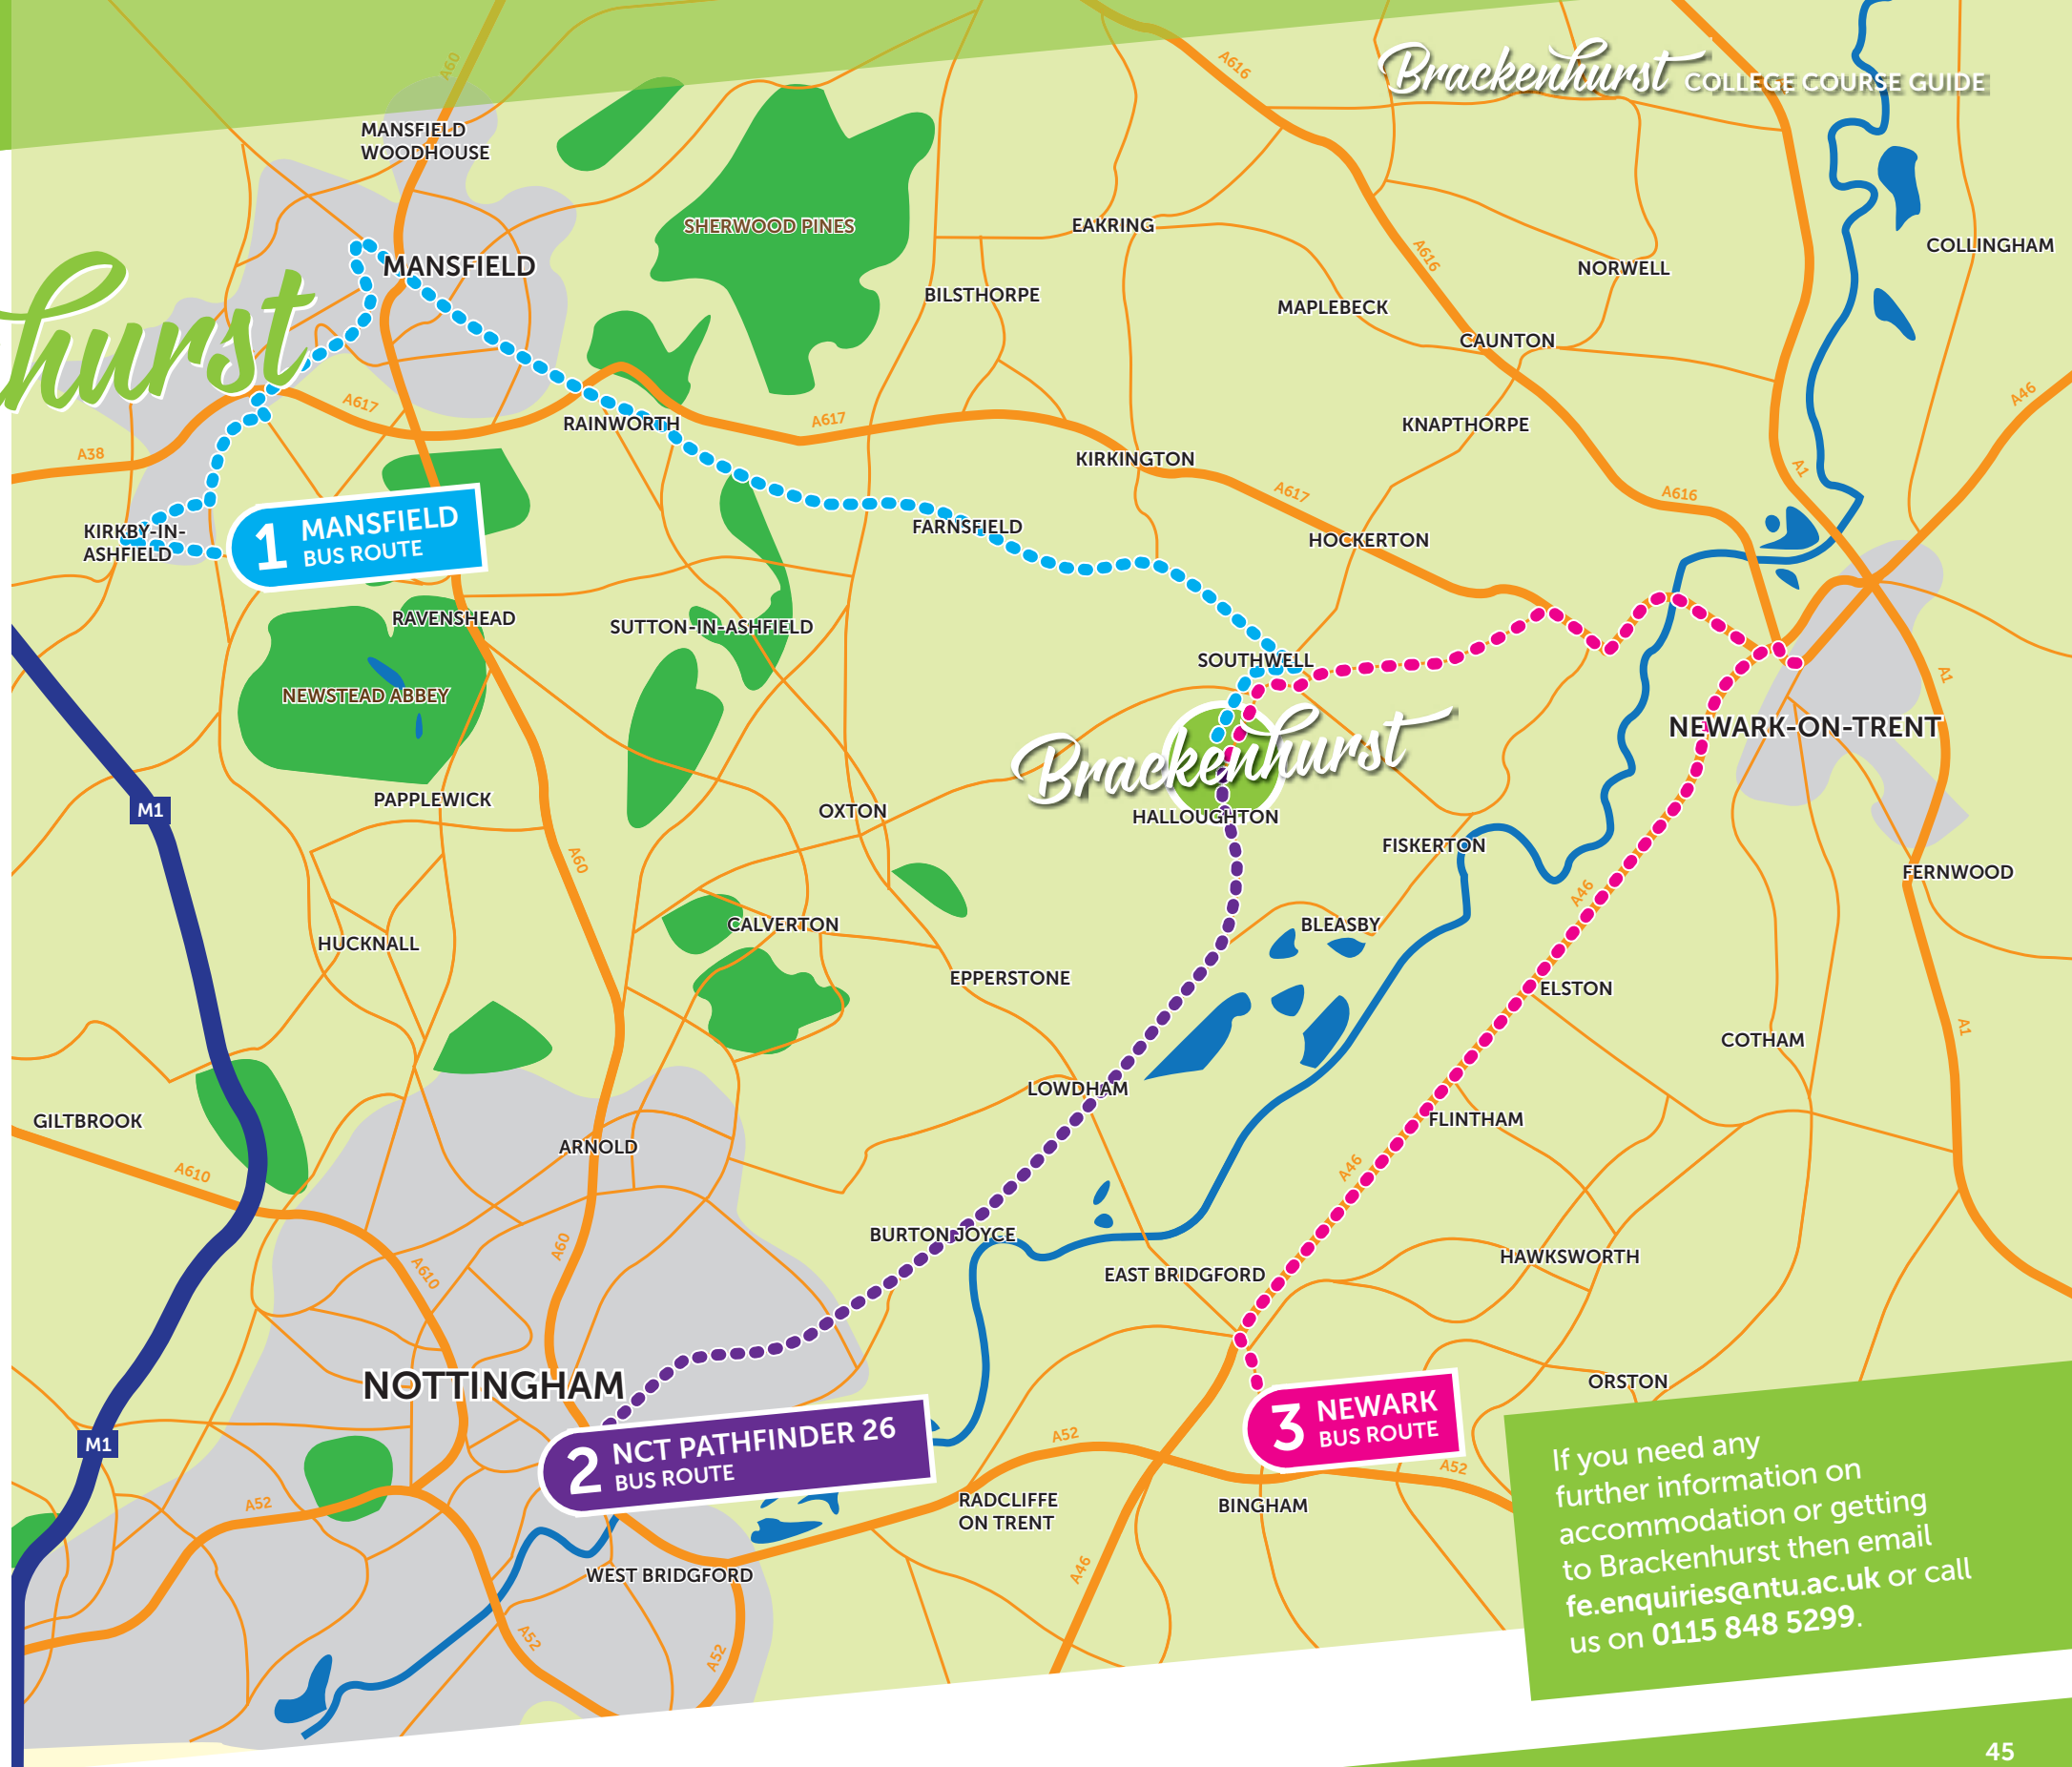 Brackenhurst COLLEGE COURSE GUIDE
A60
A616
MANSFIELD
WOODHOUSE
SHERWOOD PINES
EAKRING
COLLINGHAM
MANSFIELD
A616
NORWELL
BILSTHORPE
MAPLEBECK
hurst
CAUNTON
A46
A617
RAINWORTH
A617
KNAPTHORPE
A38
KIRKINGTON
A1
A617
A616
KIRKBY-IN-
ASHFIELD
1 MANSFIELD
BUS ROUTE
FARNSFIELD
HOCKERTON
RAVENSHEAD
SUTTON-IN-ASHFIELD
SOUTHWELL
A1
NEWSTEAD ABBEY
NEWARK-ON-TRENT
Brackenhurst
PAPPLEWICK
M1
OXTON
HALLOUGHTON
FISKERTON
A60
FERNWOOD
A46
CALVERTON
BLEASBY
HUCKNALL
EPPERSTONE
ELSTON
A1
COTHAM
LOWDHAM
GILTBROOK
FLINTHAM
ARNOLD
A610
A46
BURTON JOYCE
A60
HAWKSWORTH
A610
EAST BRIDGFORD
NOTTINGHAM
ORSTON
3 NEWARK
BUS ROUTE
M1
2 NCT PATHFINDER 26
BUS ROUTE
A52
A52
A52
RADCLIFFE
ON TRENT
BINGHAM
WEST BRIDGFORD
A46
A52
A52
If you need any
further information on
accommodation or getting
to Brackenhurst then email
fe.enquiries@ntu.ac.uk or call
us on 0115 848 5299.
45